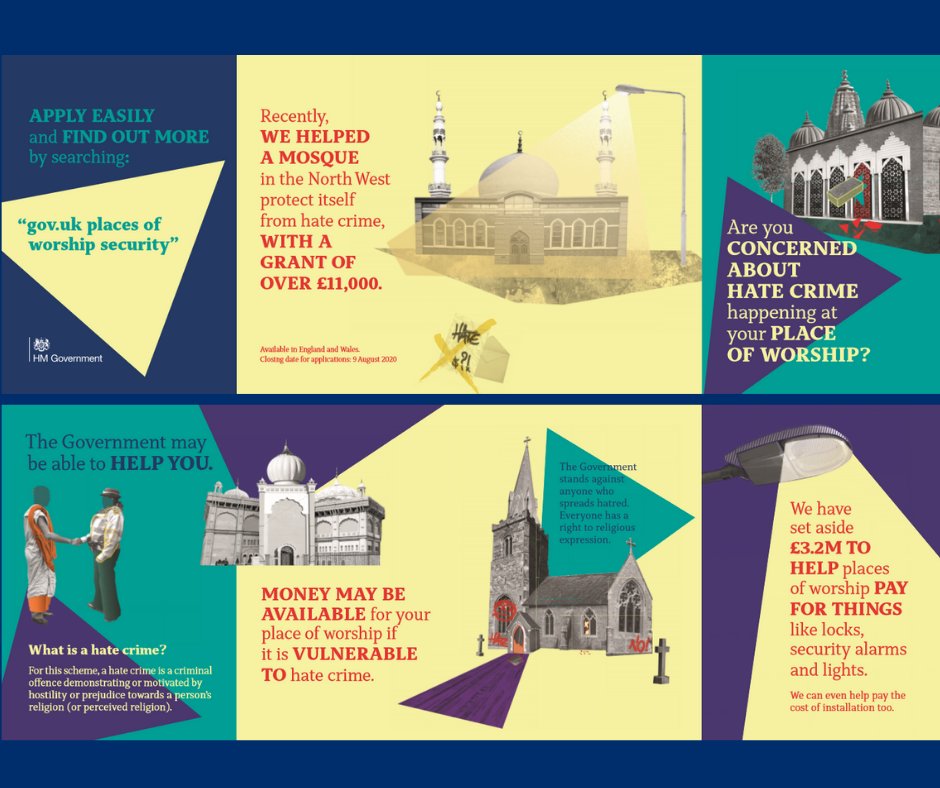 APPLY EASILY
and FIND OUT MORE
by searching:
“gov.uk places of
worship security”
HM Government
Recently,
WE HELPED
A MOSQUE
in the North West
protect itself
from hate crime,
WITH A
GRANT OF
OVER £11,000.
Available in England and Wales.
Closing date for applications: 9 August 2020
HATE
Are you
CONCERNED
ABOUT
HATE CRIME
happening at
your PLACE
OF WORSHIP?
The Government may
be able to HELP YOU.
What is a hate crime?
For this scheme, a hate crime is a criminal
offence demonstrating or motivated by
hostility or prejudice towards a person’s
religion (or perceived religion).
MONEY MAY BE
AVAILABLE for your
place of worship if
it is VULNERABLE
TO hate crime.
The Government
stands against
anyone who
spreads hatred.
Everyone has a
right to religious
expression.
HATE
NO!
We have
set aside
£3.2M TO
HELP places
of worship PAY
FOR THINGS
like locks,
security alarms
and lights.
We can even help pay the
cost of installation too.